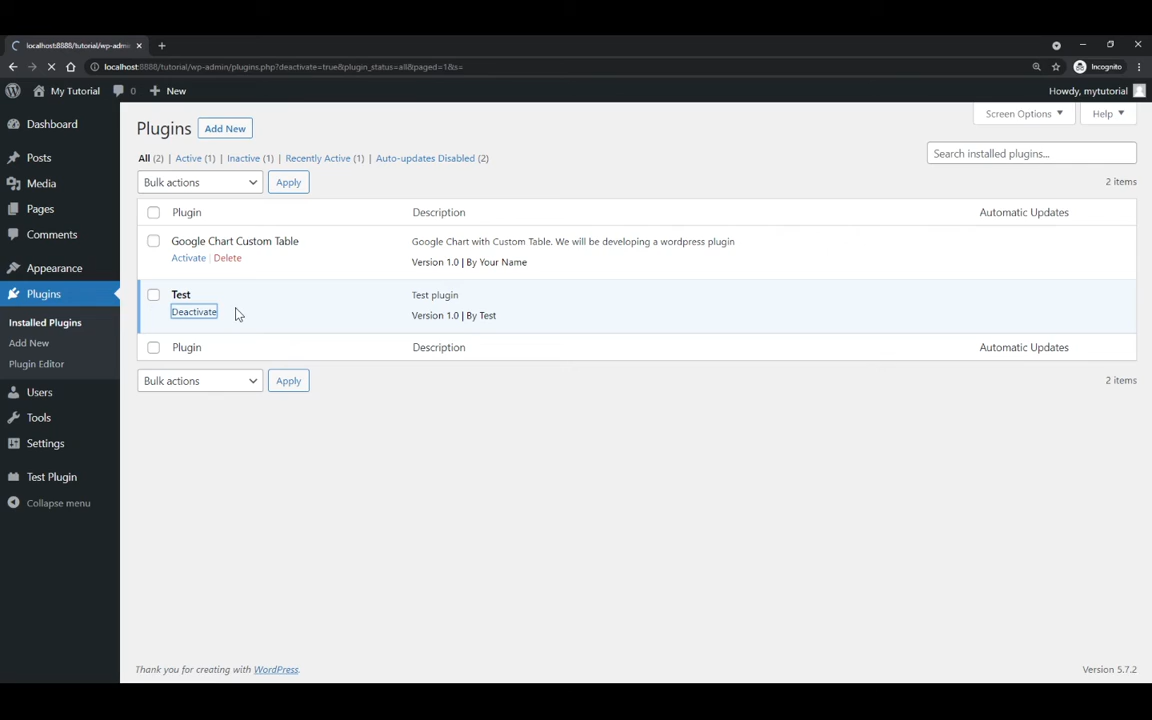 localhost:8888/tutorial/wp-admi
localhost:8888/tutorial/wp-admin/plugins.php?deactivate=true&plugin_status=all&paged=1&s=
Incognito
My Tutorial 0 New
Howdy, mytutorial
Screen Options Help
Dashboard
Posts
Media
Pages
Comments
Appearance
Plugins
Installed Plugins
Add New
Plugin Editor
Users
Tools
Settings
Test Plugin
Collapse menu
Plugins Add New
All (2) | Active (1) | Inactive (1) | Recently Active (1) | Auto-updates Disabled (2)
Search installed plugins...
Bulk actions Apply
2 items
Plugin Description Automatic Updates
Google Chart Custom Table Google Chart with Custom Table. We will be developing a wordpress plugin
Activate | Delete Version 1.0 | By Your Name
Test Test plugin
Deactivate Version 1.0 | By Test
Plugin Description Automatic Updates
Bulk actions Apply 2 items
Thank you for creating with WordPress. Version 5.7.2